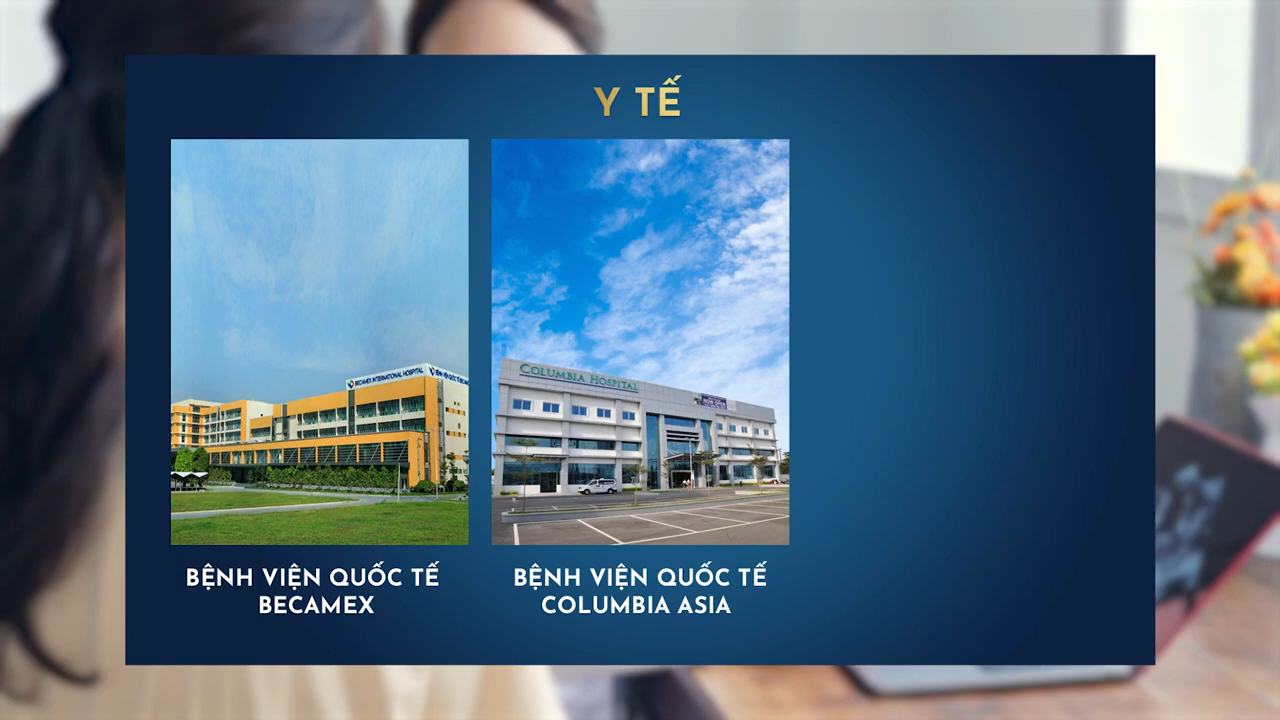 Y TẾ
BECAMEX INTERNATIONAL HOSPITAL
COLUMBIA HOSPITAL
BỆNH VIỆN QUỐC TẾ
BECAMEX
BỆNH VIỆN QUỐC TẾ
COLUMBIA ASIA